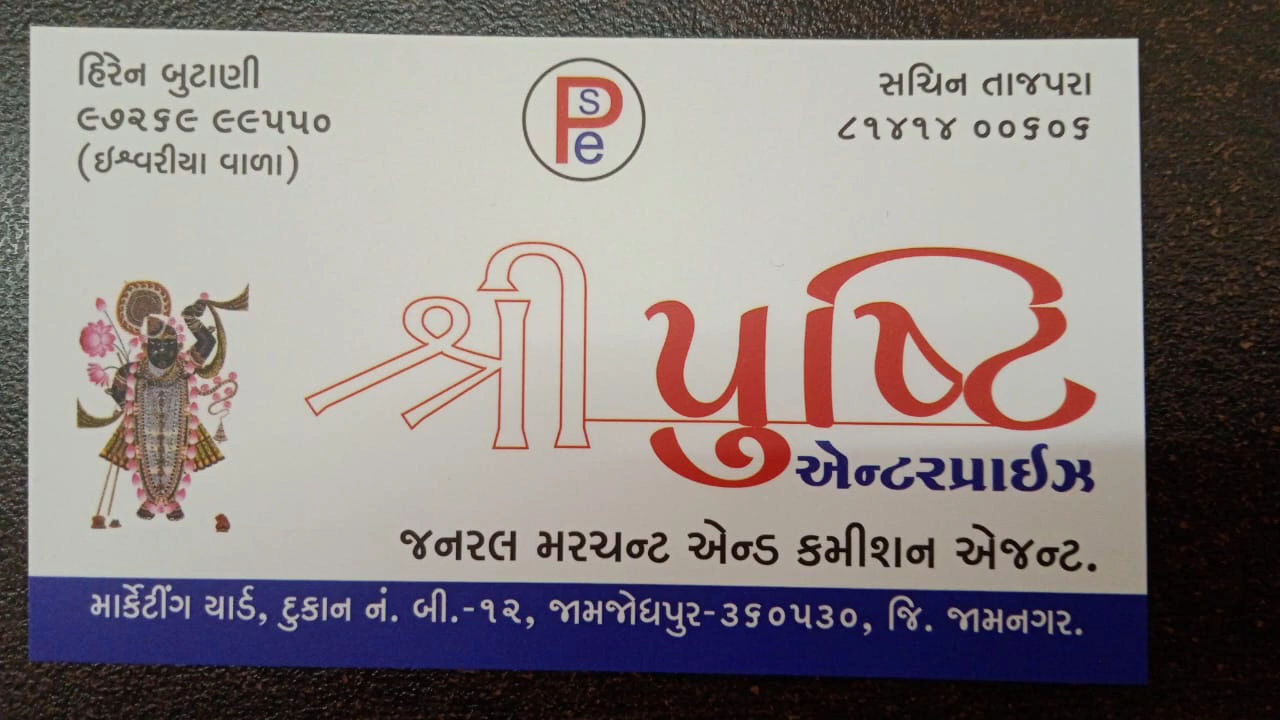 હિરેન બુટાણી
૯૭૨૬૯ ૯૯૫૫૦
(ઇશ્વરીયા વાળા)
Pse
સચિન તાજપરા
૮૧૪૧૪ ૦૦૬૦૬
શ્રી પુષ્ટિ
એન્ટરપ્રાઈઝ
જનરલ મરચન્ટ એન્ડ કમીશન એજન્ટ.
માર્કેટીંગ યાર્ડ, દુકાન નં. બી.-૧૨, જામજોધપુર-૩૬૦૫૩૦, જિ. જામનગર.